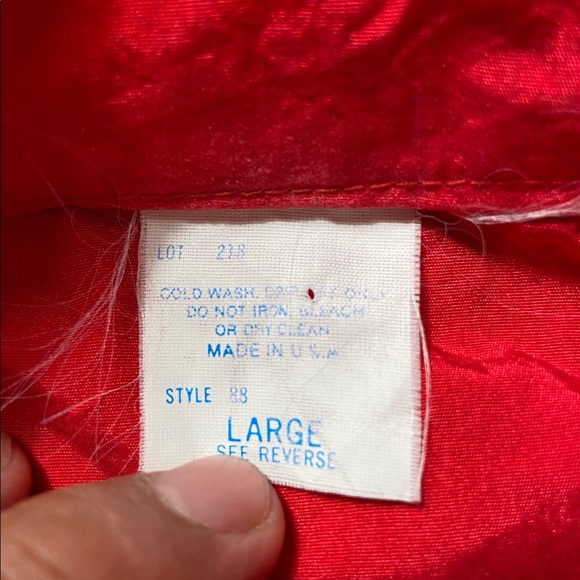 LOT 238
COLD WASH. DRIP DRY ONLY
DO NOT IRON, BLEACH
OR DRY CLEAN
MADE IN U.S.A
STYLE 88
LARGE
SEE REVERSE